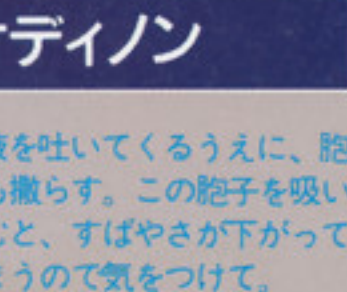 ディノン
を吐いてくるうえに、胞
撒らす。この胞子を吸い
と、すばやさが下がって
うので気をつけて。